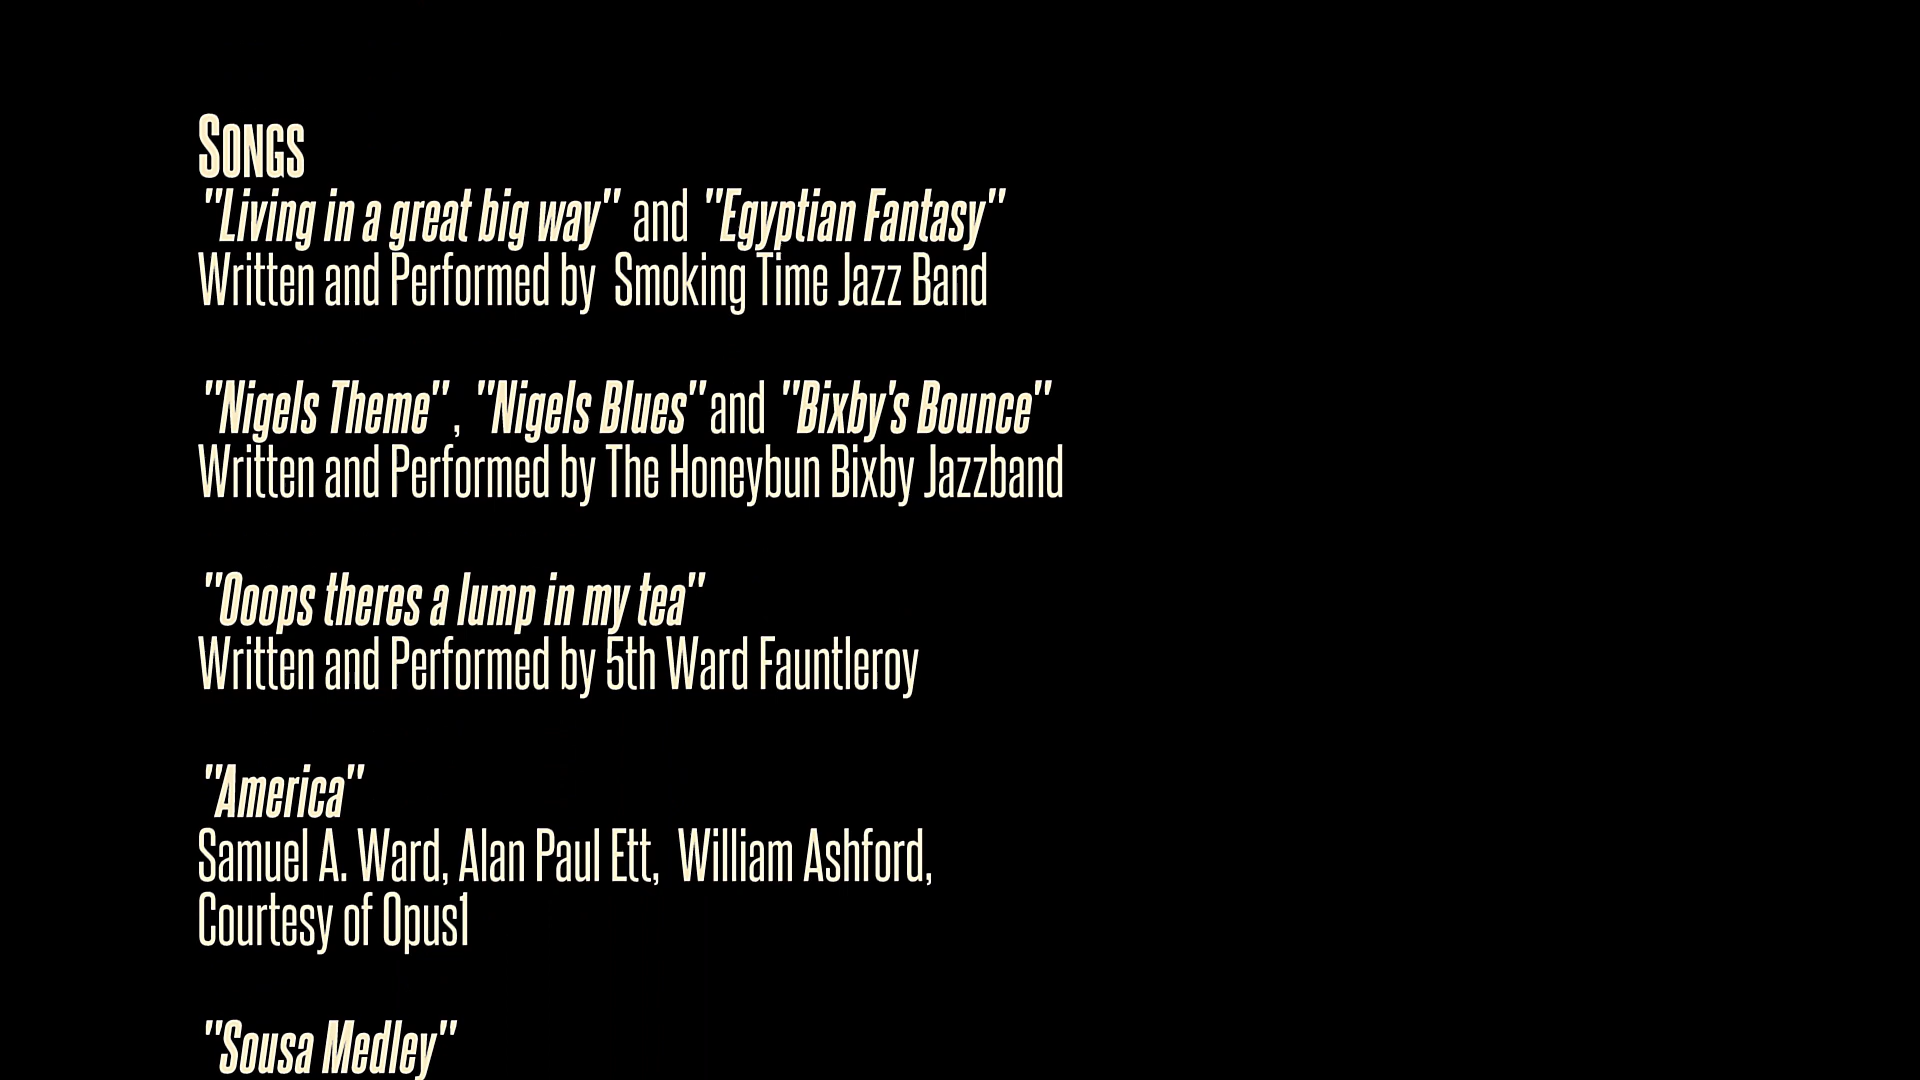 SONGS
"Living in a great big way" and "Egyptian Fantasy"
Written and Performed by Smoking Time Jazz Band
"Nigels Theme" , "Nigels Blues" and "Bixby's Bounce"
Written and Performed by The Honeybun Bixby Jazzband
"Ooops theres a lump in my tea"
Written and Performed by 5th Ward Fauntleroy
"America"
Samuel A. Ward, Alan Paul Ett, William Ashford,
Courtesy of Opus1
"Sousa Medley"